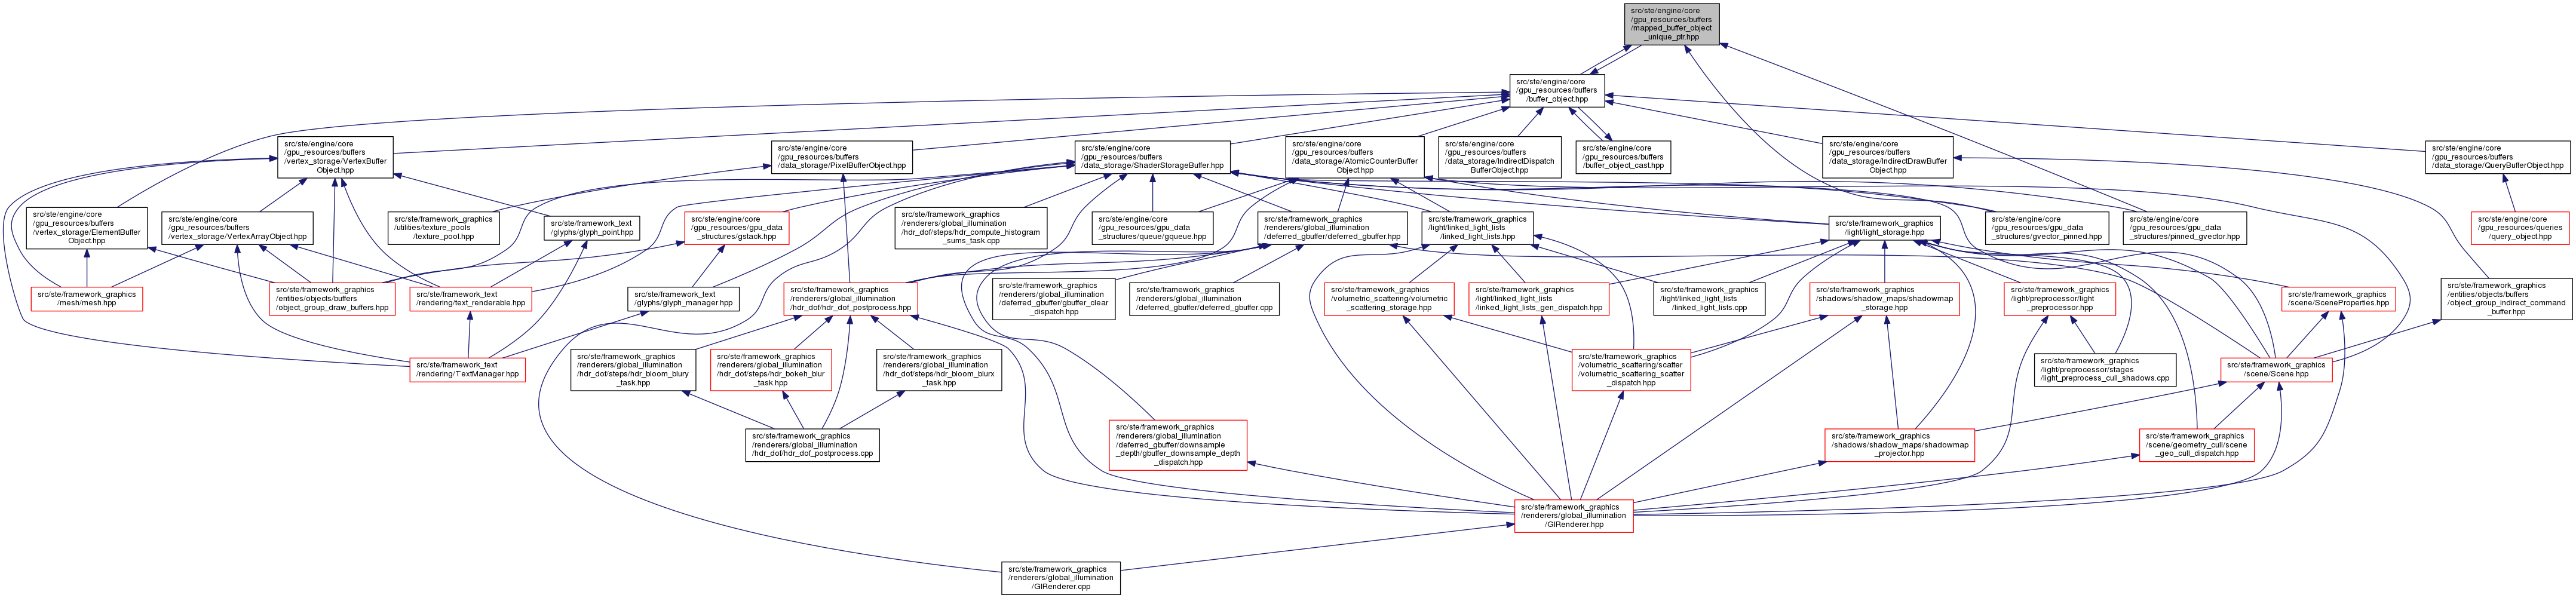 src/ste/engine/core
/gpu_resources/buffers
/mapped_buffer_object
_unique_ptr.hpp
src/ste/engine/core
/gpu_resources/buffers
/buffer_object.hpp
src/ste/engine/core
/gpu_resources/buffers
/vertex_storage/VertexBuffer
Object.hpp
src/ste/engine/core
/gpu_resources/buffers
/data_storage/PixelBufferObject.hpp
src/ste/engine/core
/gpu_resources/buffers
/data_storage/ShaderStorageBuffer.hpp
src/ste/engine/core
/gpu_resources/buffers
/data_storage/AtomicCounterBuffer
Object.hpp
src/ste/engine/core
/gpu_resources/buffers
/data_storage/IndirectDispatch
BufferObject.hpp
src/ste/engine/core
/gpu_resources/buffers
/buffer_object_cast.hpp
src/ste/engine/core
/gpu_resources/buffers
/data_storage/IndirectDrawBuffer
Object.hpp
src/ste/engine/core
/gpu_resources/buffers
/data_storage/QueryBufferObject.hpp
src/ste/engine/core
/gpu_resources/buffers
/vertex_storage/ElementBuffer
Object.hpp
src/ste/engine/core
/gpu_resources/buffers
/vertex_storage/VertexArrayObject.hpp
src/ste/framework_graphics
/utilities/texture_pools
/texture_pool.hpp
src/ste/framework_text
/glyphs/glyph_point.hpp
src/ste/engine/core
/gpu_resources/gpu_data
_structures/gstack.hpp
src/ste/framework_graphics
/renderers/global_illumination
/hdr_dof/steps/hdr_compute_histogram
_sums_task.cpp
src/ste/engine/core
/gpu_resources/gpu_data
_structures/queue/gqueue.hpp
src/ste/framework_graphics
/renderers/global_illumination
/deferred_gbuffer/deferred_gbuffer.hpp
src/ste/framework_graphics
/light/linked_light_lists
/linked_light_lists.hpp
src/ste/framework_graphics
/light/light_storage.hpp
src/ste/engine/core
/gpu_resources/gpu_data
_structures/gvector_pinned.hpp
src/ste/engine/core
/gpu_resources/gpu_data
_structures/pinned_gvector.hpp
src/ste/engine/core
/gpu_resources/queries
/query_object.hpp
src/ste/framework_graphics
/mesh/mesh.hpp
src/ste/framework_graphics
/entities/objects/buffers
/object_group_draw_buffers.hpp
src/ste/framework_text
/rendering/text_renderable.hpp
src/ste/framework_text
/glyphs/glyph_manager.hpp
src/ste/framework_graphics
/renderers/global_illumination
/hdr_dof/hdr_dof_postprocess.hpp
src/ste/framework_graphics
/renderers/global_illumination
/deferred_gbuffer/gbuffer_clear
_dispatch.hpp
src/ste/framework_graphics
/renderers/global_illumination
/deferred_gbuffer/deferred_gbuffer.cpp
src/ste/framework_graphics
/volumetric_scattering/volumetric
_scattering_storage.hpp
src/ste/framework_graphics
/light/linked_light_lists
/linked_light_lists_gen_dispatch.hpp
src/ste/framework_graphics
/light/linked_light_lists
/linked_light_lists.cpp
src/ste/framework_graphics
/shadows/shadow_maps/shadowmap
_storage.hpp
src/ste/framework_graphics
/light/preprocessor/light
_preprocessor.hpp
src/ste/framework_graphics
/scene/SceneProperties.hpp
src/ste/framework_graphics
/entities/objects/buffers
/object_group_indirect_command
_buffer.hpp
src/ste/framework_text
/rendering/TextManager.hpp
src/ste/framework_graphics
/renderers/global_illumination
/hdr_dof/steps/hdr_bloom_blury
_task.hpp
src/ste/framework_graphics
/renderers/global_illumination
/hdr_dof/steps/hdr_bokeh_blur
_task.hpp
src/ste/framework_graphics
/renderers/global_illumination
/hdr_dof/steps/hdr_bloom_blurx
_task.hpp
src/ste/framework_graphics
/volumetric_scattering/scatter
/volumetric_scattering_scatter
_dispatch.hpp
src/ste/framework_graphics
/light/preprocessor/stages
/light_preprocess_cull_shadows.cpp
src/ste/framework_graphics
/scene/Scene.hpp
src/ste/framework_graphics
/renderers/global_illumination
/hdr_dof/hdr_dof_postprocess.cpp
src/ste/framework_graphics
/renderers/global_illumination
/deferred_gbuffer/downsample
_depth/gbuffer_downsample_depth
_dispatch.hpp
src/ste/framework_graphics
/shadows/shadow_maps/shadowmap
_projector.hpp
src/ste/framework_graphics
/scene/geometry_cull/scene
_geo_cull_dispatch.hpp
src/ste/framework_graphics
/renderers/global_illumination
/GIRenderer.hpp
src/ste/framework_graphics
/renderers/global_illumination
/GIRenderer.cpp